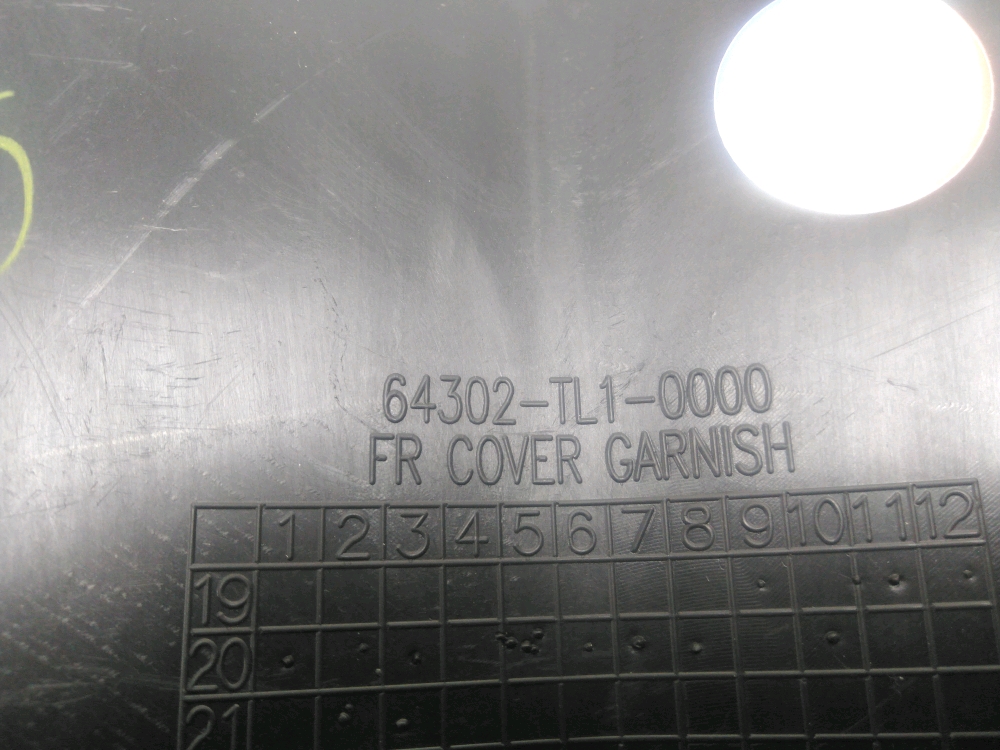 64302-TL1-0000
FR COVER GARNISH
1 2 3 4 5 6 7 8 9 10 11 12
19
20
21